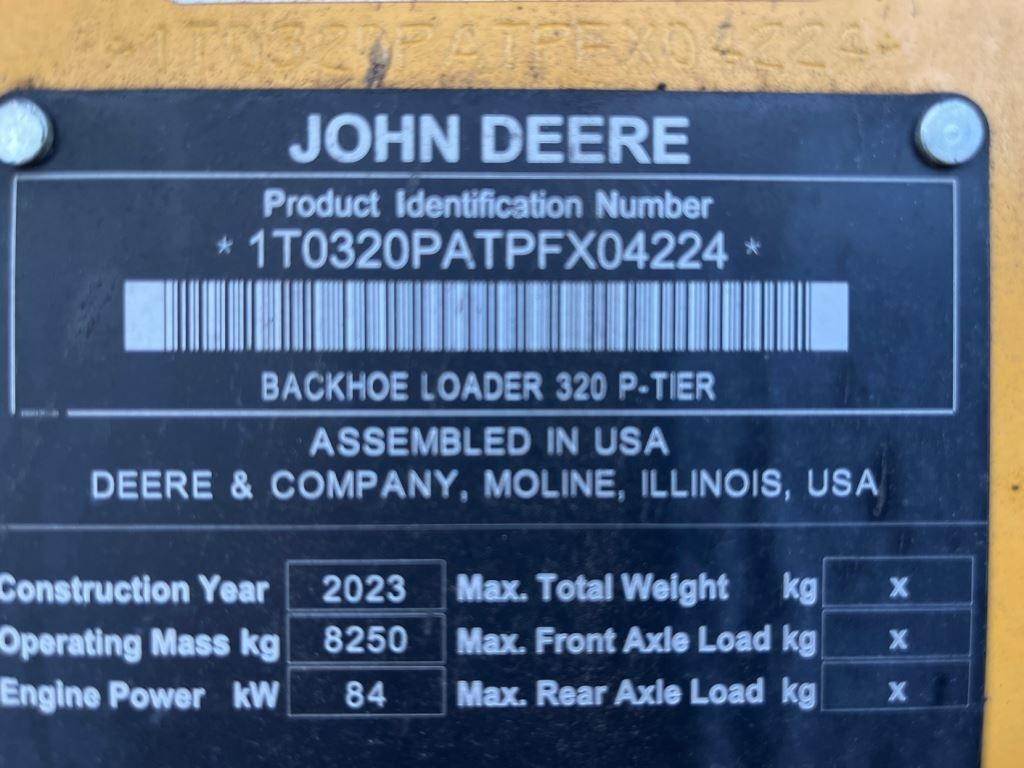 *1T0320PATPFX04224*
JOHN DEERE
Product Identification Number
* 1T0320PATPFX04224 *
BACKHOE LOADER 320 P-TIER
ASSEMBLED IN USA
DEERE & COMPANY, MOLINE, ILLINOIS, USA
Construction Year 2023 Max. Total Weight kg x
Operating Mass kg 8250 Max. Front Axle Load kg x
Engine Power kW 84 Max. Rear Axle Load kg x